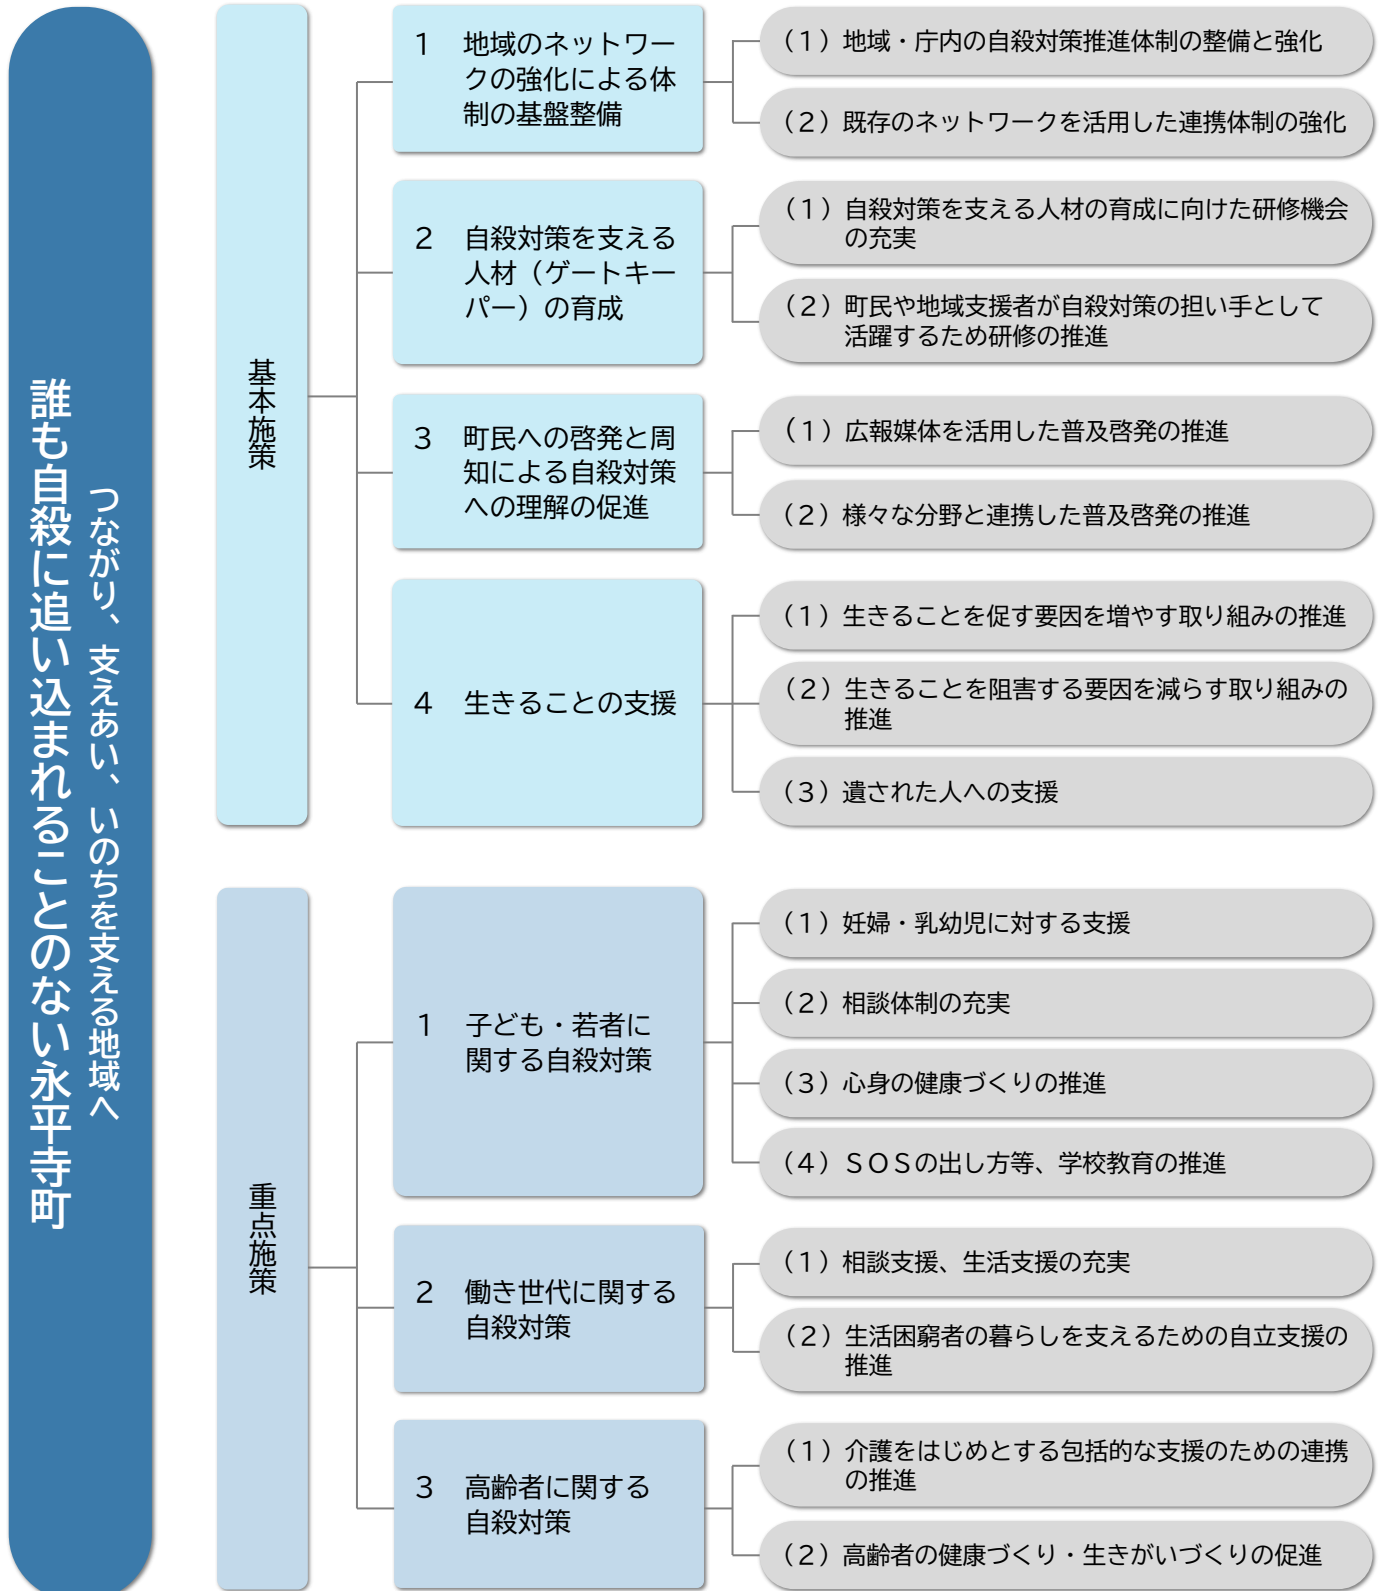 誰も自殺に追い込まれることのない永平寺町
つながり、支えあい、いのちを支える地域へ
基本施策
1 地域のネットワー
クの強化による体
制の基盤整備
(1)地域・庁内の自殺対策推進体制の整備と強化
(2)既存のネットワークを活用した連携体制の強化
2 自殺対策を支える
人材(ゲートキー
パー)の育成
(1)自殺対策を支える人材の育成に向けた研修機会
の充実
(2)町民や地域支援者が自殺対策の担い手として
活躍するため研修の推進
3 町民への啓発と周
知による自殺対策
への理解の促進
(1)広報媒体を活用した普及啓発の推進
(2)様々な分野と連携した普及啓発の推進
4 生きることの支援
(1)生きることを促す要因を増やす取り組みの推進
(2)生きることを阻害する要因を減らす取り組みの
推進
(3)遺された人への支援
重点施策
1 子ども・若者に
関する自殺対策
(1)妊婦・乳幼児に対する支援
(2)相談体制の充実
(3)心身の健康づくりの推進
(4)SOSの出し方等、学校教育の推進
2 働き世代に関する
自殺対策
(1)相談支援、生活支援の充実
(2)生活困窮者の暮らしを支えるための自立支援の
推進
3 高齢者に関する
自殺対策
(1)介護をはじめとする包括的な支援のための連携
の推進
(2)高齢者の健康づくり・生きがいづくりの促進